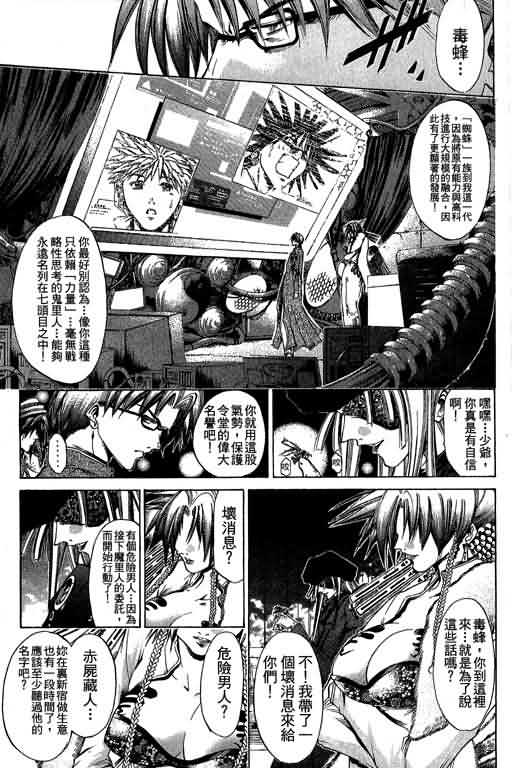 毒蜂…
「蜘蛛」一族到我這一代
，因為將原有能力與高科
技進行大規模的融合，因
此有了更顯著的發展！
你最好別認為…像你這種
只依賴「力量」…毫無戰
略性思考的鬼里人…能夠
永遠名列在七頭目之中！
嘿嘿…少爺
你真是有自信
啊！
咬
咬
你就用這股
氣勢，保護
令堂的偉大
名譽吧！
毒蜂，你到這裡
來…就是為了說
這些話嗎？
不！我帶了一
個壞消息來給
你們！
壞消息？
有個危險男人…因為
接下魔里人的委託，
而開始行動了！
危險男人？
赤屍藏人…
妳在裏新宿做生意
也有一段時間了，
應該至少聽過他的
名字吧？